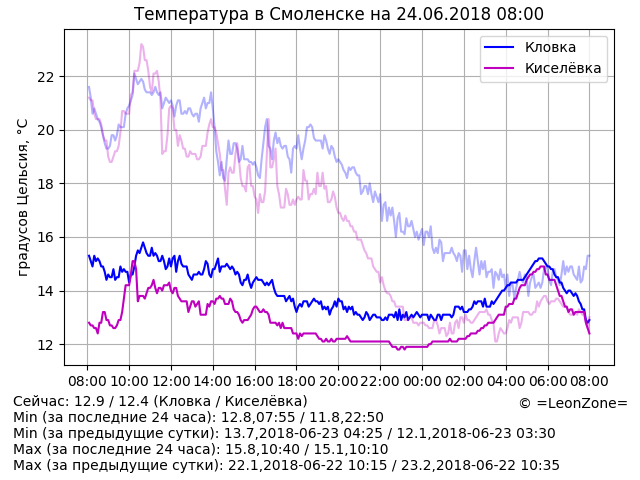 Температура в Смоленске на 24.06.2018 08:00
Кловка
Киселёвка
градусов Цельсия, °C
22
20
18
16
14
12
08:00 10:00 12:00 14:00 16:00 18:00 20:00 22:00 00:00 02:00 04:00 06:00 08:00
Сейчас: 12.9 / 12.4 (Кловка / Киселёвка)
© =LeonZone=
Min (за последние 24 часа): 12.8,07:55 / 11.8,22:50
Min (за предыдущие сутки): 13.7,2018-06-23 04:25 / 12.1,2018-06-23 03:30
Max (за последние 24 часа): 15.8,10:40 / 15.1,10:10
Max (за предыдущие сутки): 22.1,2018-06-22 10:15 / 23.2,2018-06-22 10:35